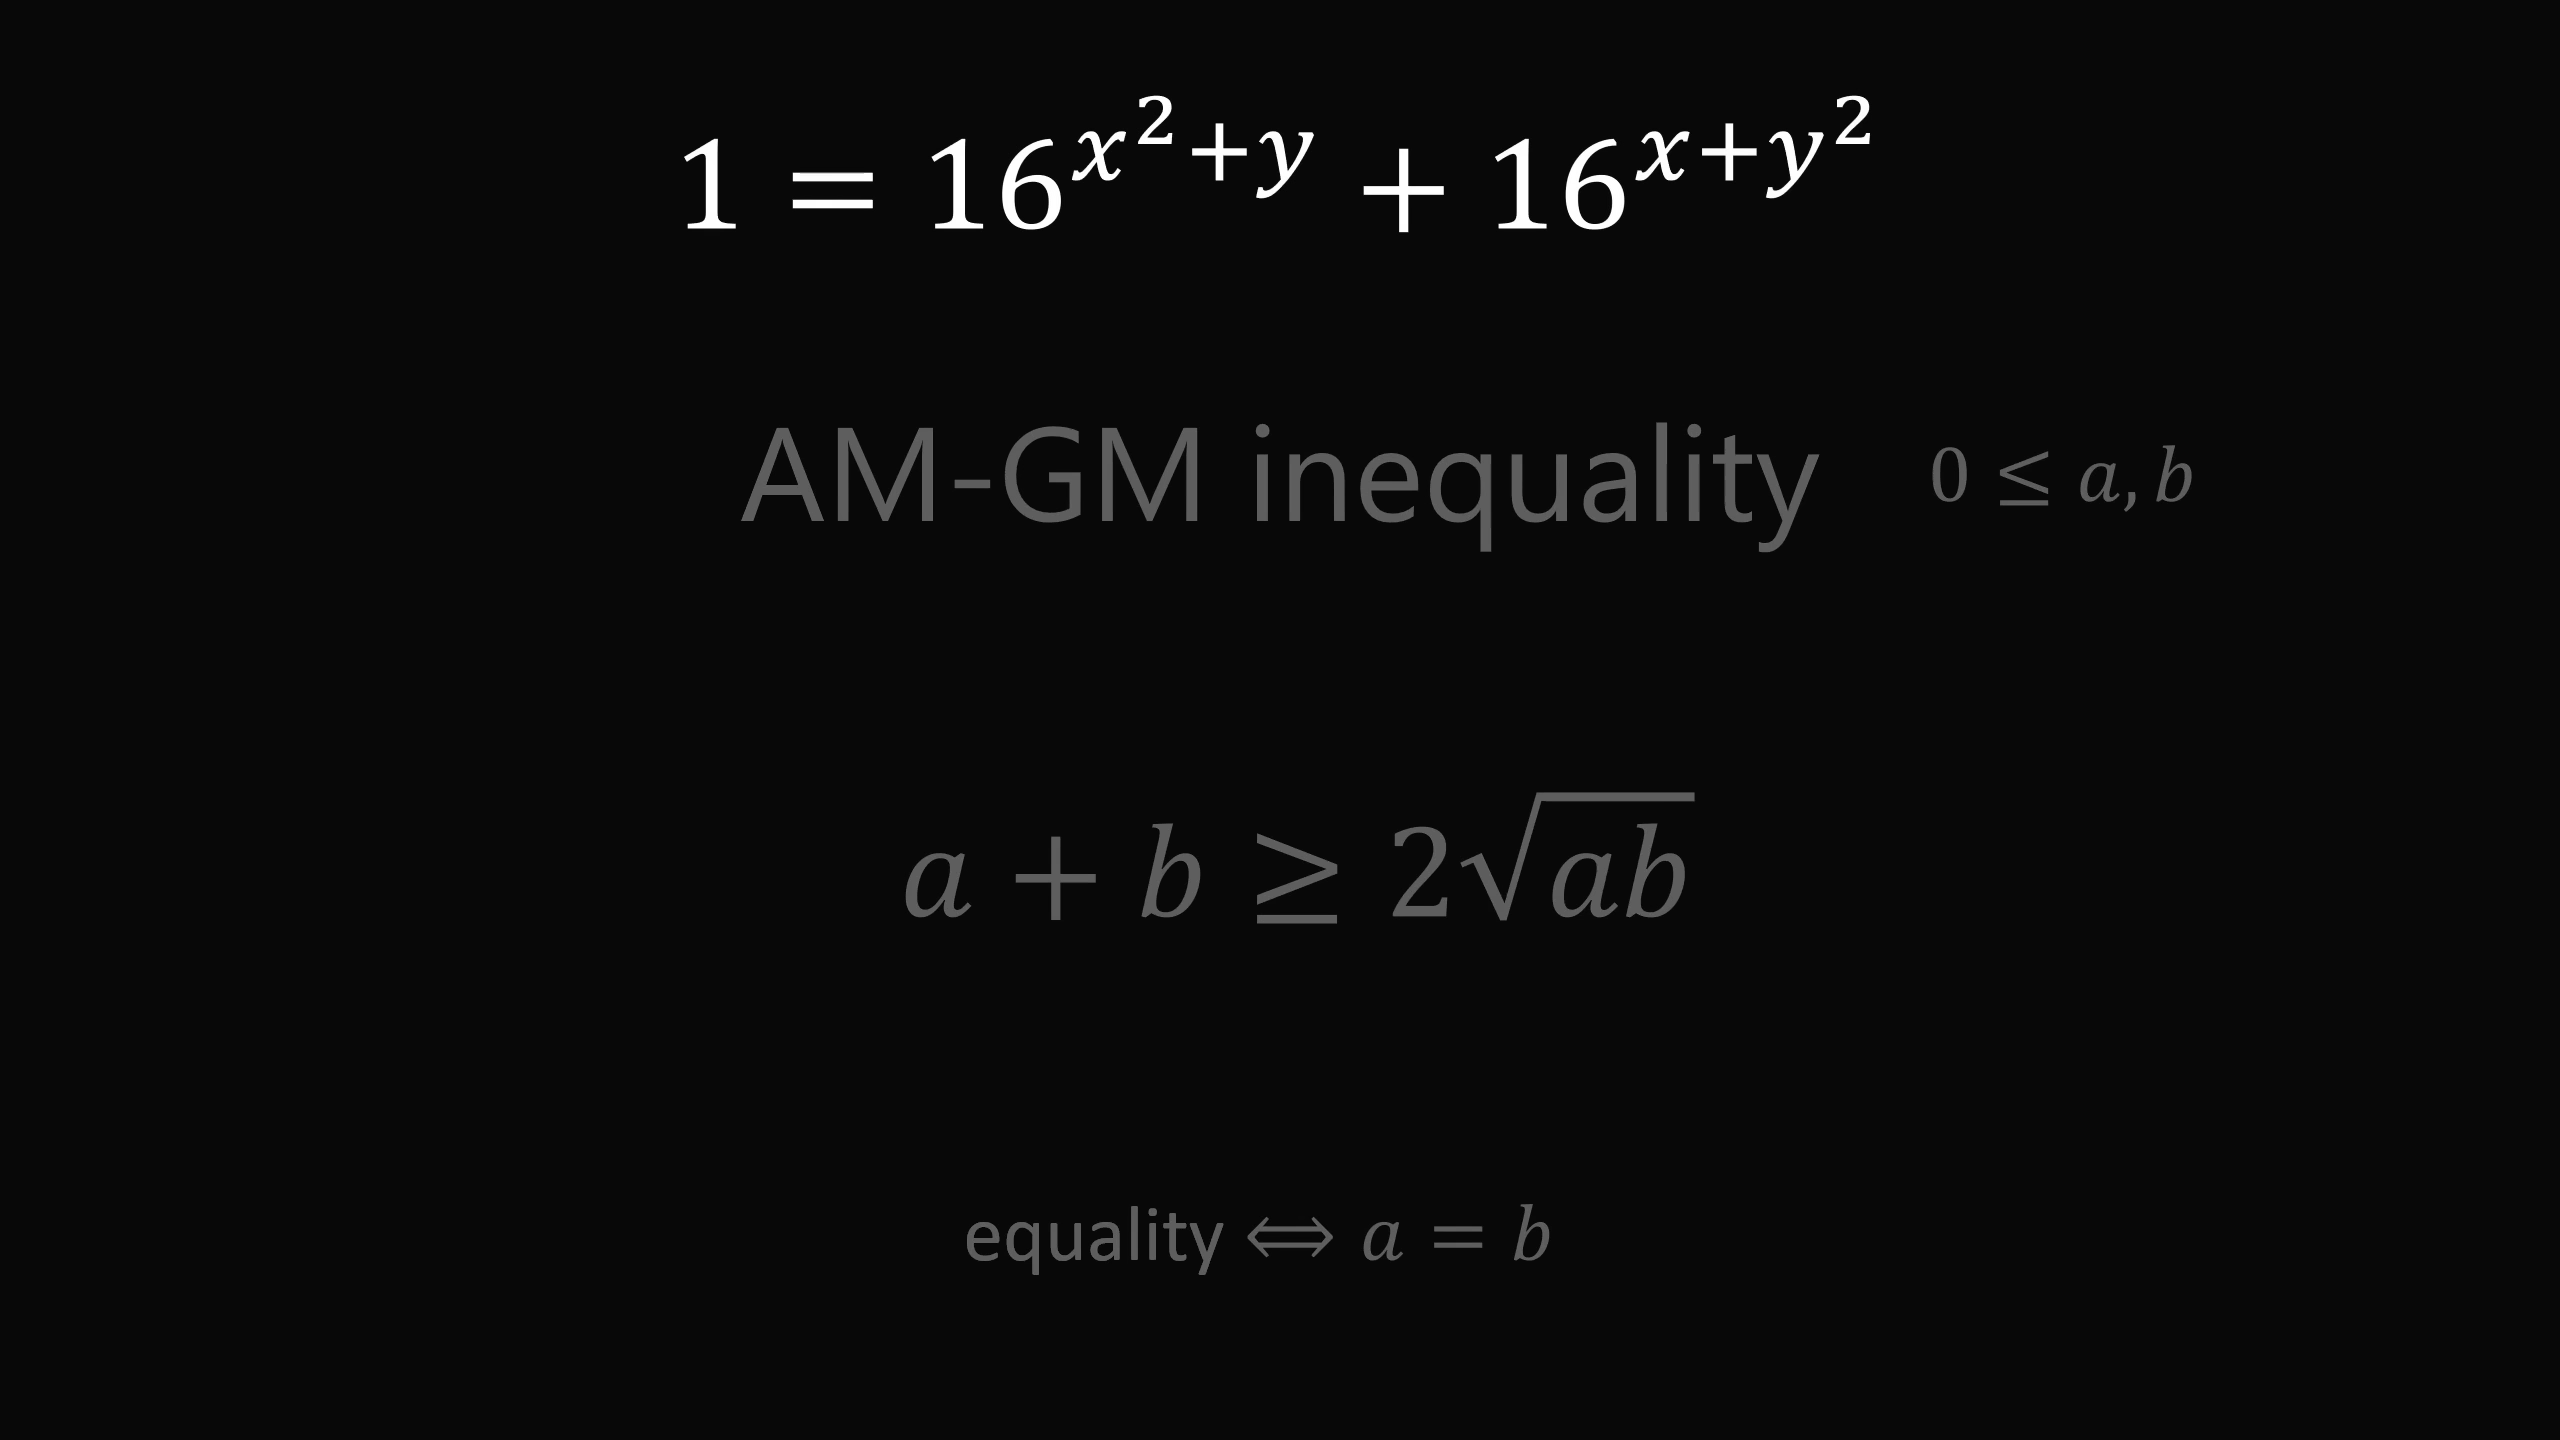 1 = 16^{x^2+y} + 16^{x+y^2}
AM-GM inequality 0 ≤ a, b
a + b ≥ 2√(ab)
equality ⟺ a = b